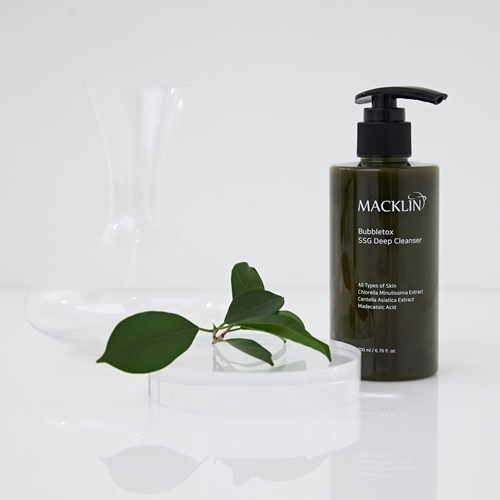 MACKLIN
Bubbletox
SSG Deep Cleanser
All Types of Skin
Chlorella Minutissima Extract
Centella Asiatica Extract
Madecassic Acid
200 ml / 6.76 fl. oz